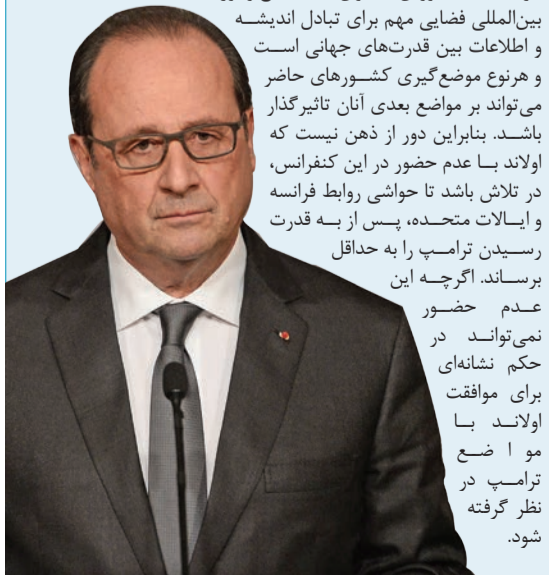 بین‌المللی فضایی مهم برای تبادل اندیشه
و اطلاعات بین قدرت‌های جهانی است
و هرنوع موضع‌گیری کشورهای حاضر
می‌تواند بر مواضع بعدی آنان تاثیرگذار
باشد. بنابراین دور از ذهن نیست که
اولاند با عدم حضور در این کنفرانس،
در تلاش باشد تا حواشی روابط فرانسه
و ایالات متحده، پس از به قدرت
رسیدن ترامپ را به حداقل
برساند. اگرچه این
عدم حضور
نمی‌تواند در
حکم نشانه‌ای
برای موافقت
اولاند با
مو ا ضع
ترامپ در
نظر گرفته
شود.